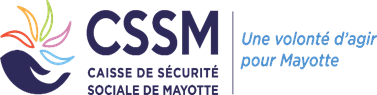 CSSM
CAISSE DE SÉCURITÉ
SOCIALE DE MAYOTTE
Une volonté d'agir
pour Mayotte